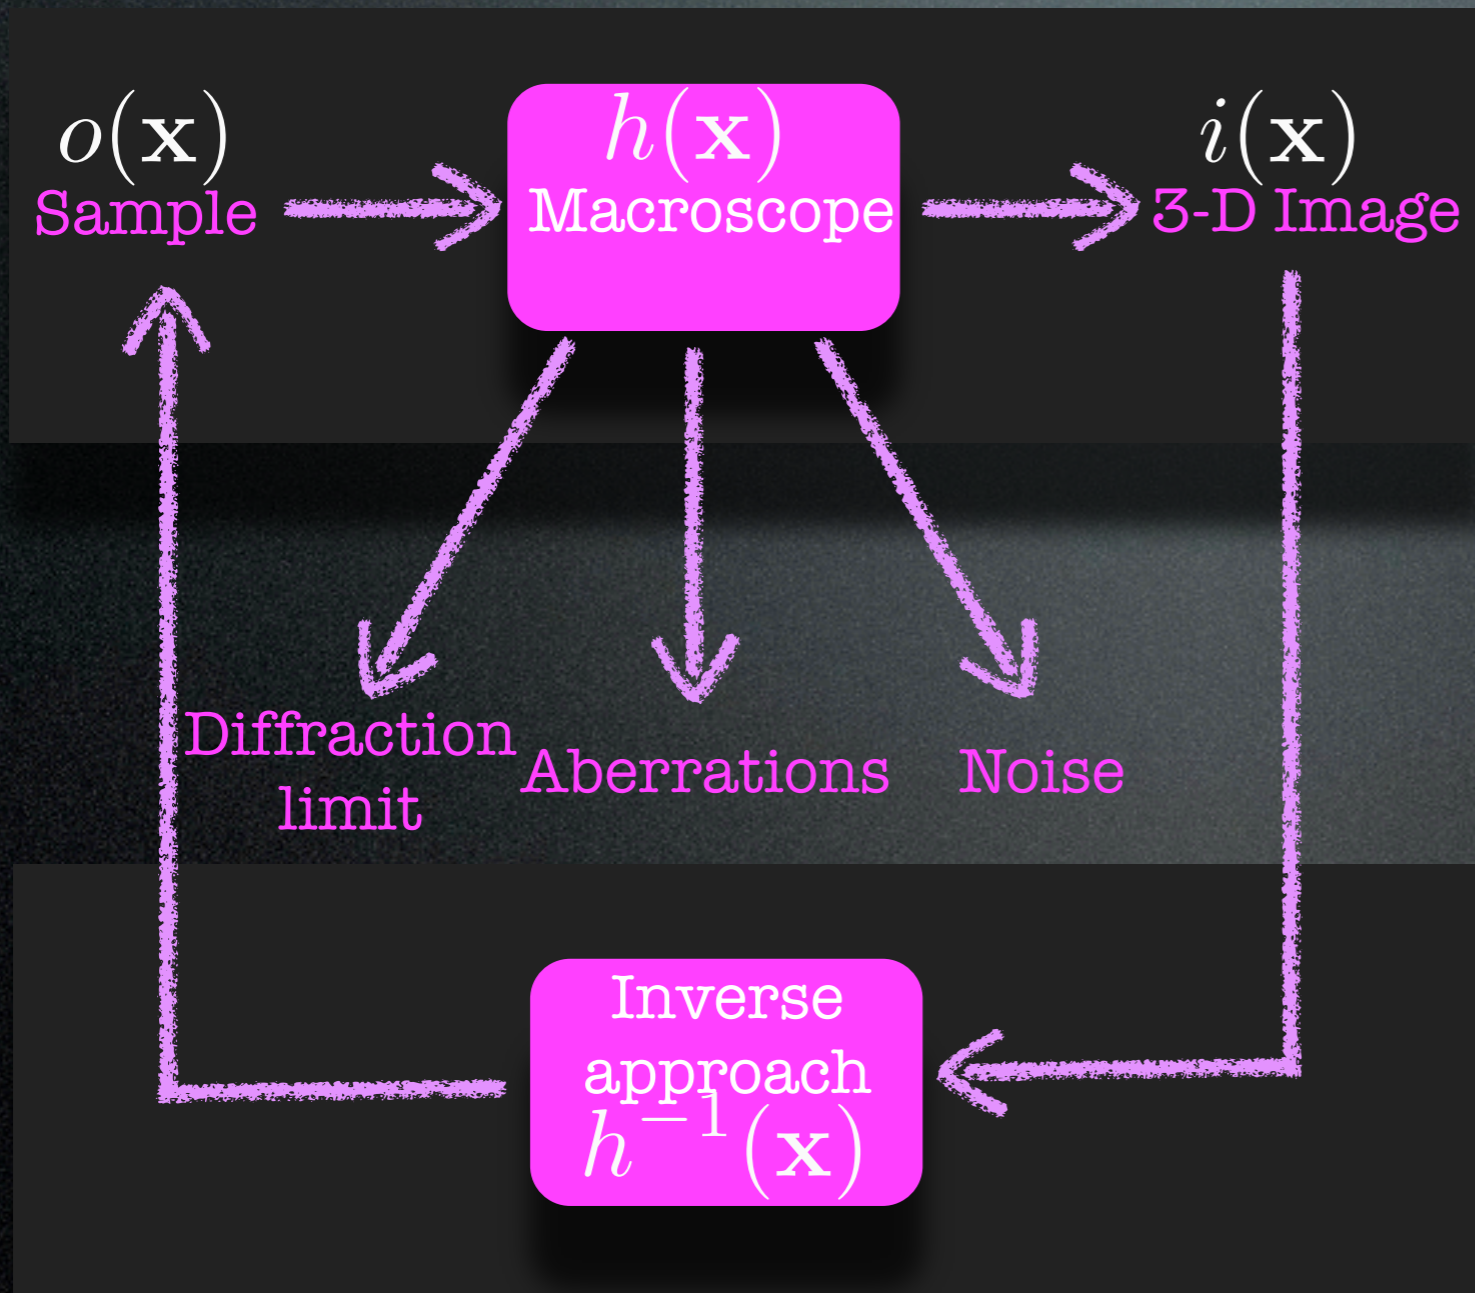 o(x)
Sample
h(x)
Macroscope
i(x)
3-D Image
Diffraction
limit
Aberrations
Noise
Inverse
approach
h⁻¹(x)